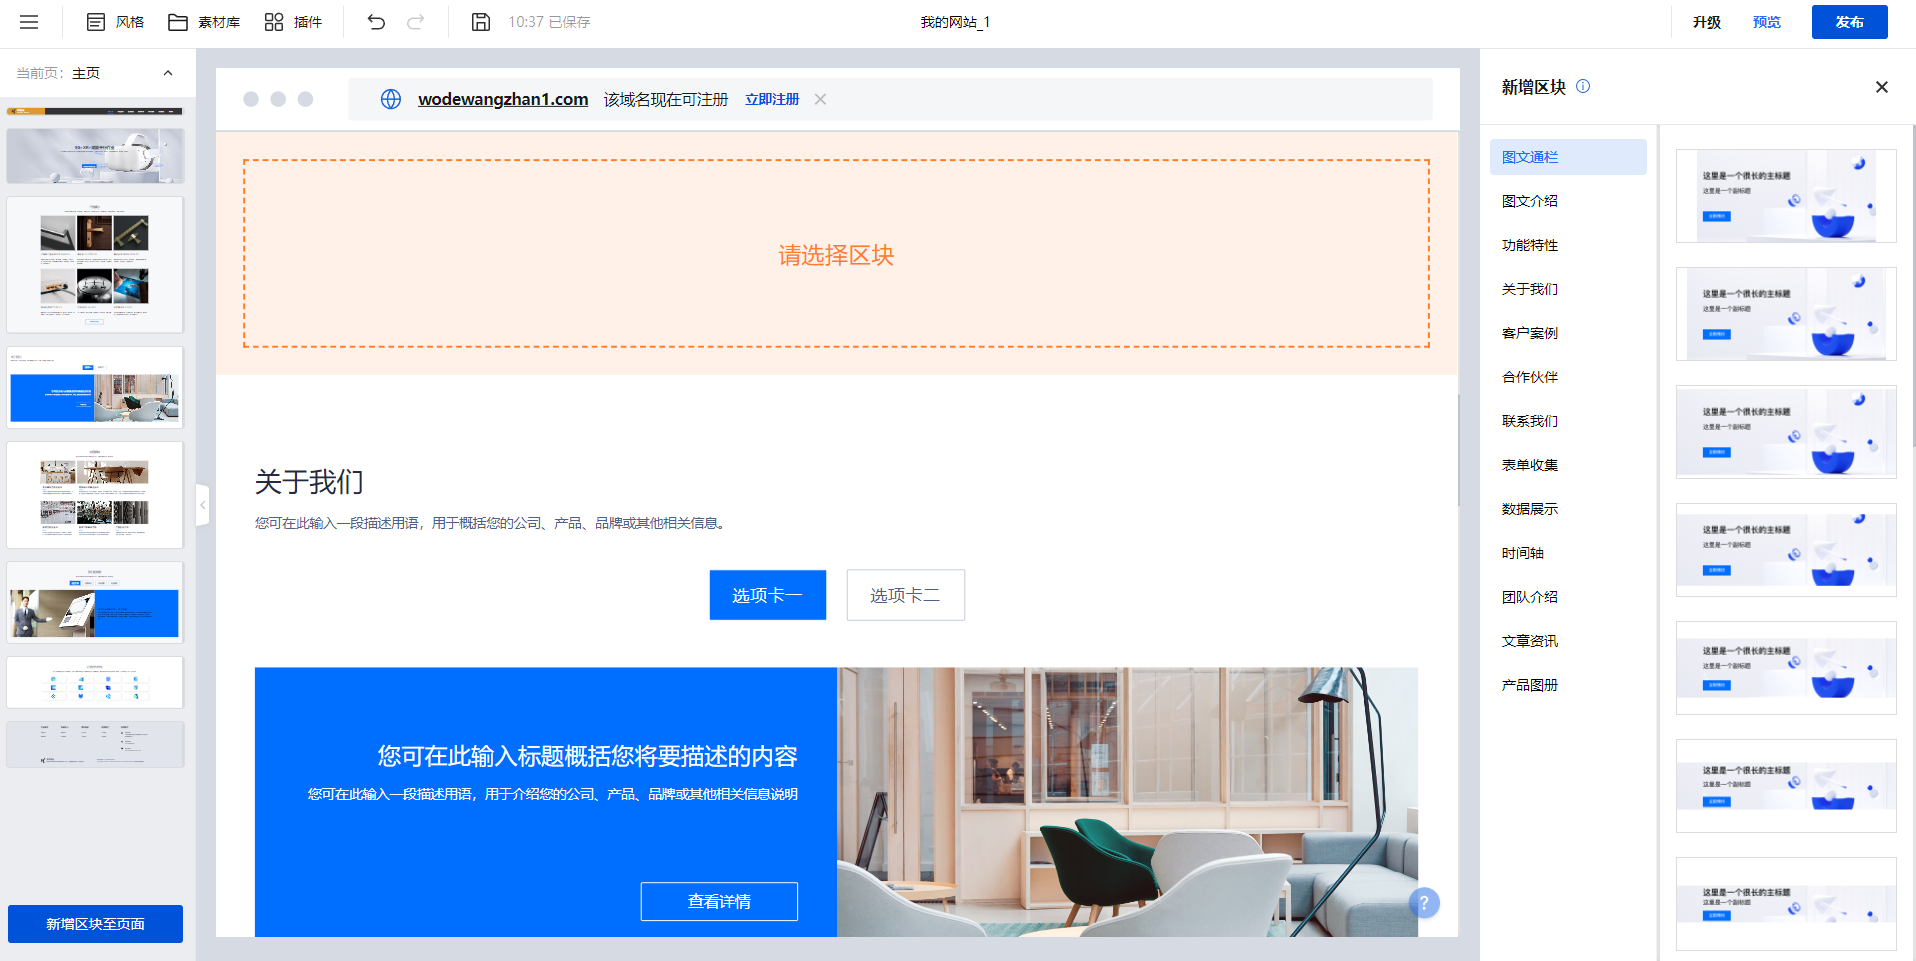 风格
素材库
插件
10:37 已保存
我的网站_1
升级
预览
发布
当前页：主页
wodewangzhan1.com
该域名现在可注册
立即注册
新增区块
请选择区块
关于我们
您可在此输入一段描述用语，用于概括您的公司、产品、品牌或其他相关信息。
选项卡一
选项卡二
您可在此输入标题概括您将要描述的内容
您可在此输入一段描述用语，用于介绍您的公司、产品、品牌或其他相关信息说明
查看详情
?
新增区块至页面
图文通栏
图文介绍
功能特性
关于我们
客户案例
合作伙伴
联系我们
表单收集
数据展示
时间轴
团队介绍
文章资讯
产品图册
这里是一个很长的主标题
这里是一个副标题
这里是一个很长的主标题
这里是一个副标题
这里是一个很长的主标题
这里是一个副标题
这里是一个很长的主标题
这里是一个副标题
这里是一个很长的主标题
这里是一个副标题
这里是一个很长的主标题
这里是一个副标题
这里是一个很长的主标题
这里是一个副标题